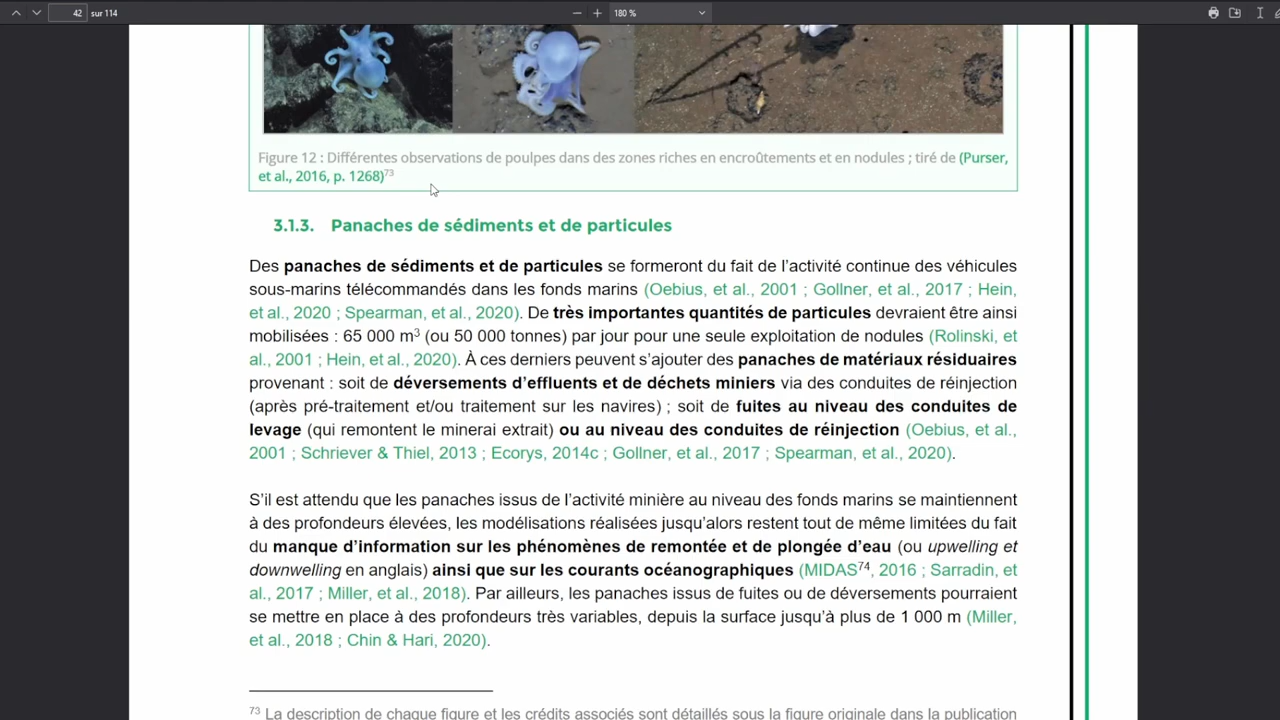 42 sur 114 180 %
Figure 12 : Différentes observations de poulpes dans des zones riches en encroûtements et en nodules ; tiré de (Purser,
et al., 2016, p. 1268)73
3.1.3. Panaches de sédiments et de particules
Des panaches de sédiments et de particules se formeront du fait de l’activité continue des véhicules
sous-marins télécommandés dans les fonds marins (Oebius, et al., 2001 ; Gollner, et al., 2017 ; Hein,
et al., 2020 ; Spearman, et al., 2020). De très importantes quantités de particules devraient être ainsi
mobilisées : 65 000 m3 (ou 50 000 tonnes) par jour pour une seule exploitation de nodules (Rolinski, et
al., 2001 ; Hein, et al., 2020). À ces derniers peuvent s’ajouter des panaches de matériaux résiduaires
provenant : soit de déversements d’effluents et de déchets miniers via des conduites de réinjection
(après pré-traitement et/ou traitement sur les navires) ; soit de fuites au niveau des conduites de
levage (qui remontent le minerai extrait) ou au niveau des conduites de réinjection (Oebius, et al.,
2001 ; Schriever & Thiel, 2013 ; Ecorys, 2014c ; Gollner, et al., 2017 ; Spearman, et al., 2020).
S’il est attendu que les panaches issus de l’activité minière au niveau des fonds marins se maintiennent
à des profondeurs élevées, les modélisations réalisées jusqu’alors restent tout de même limitées du fait
du manque d’information sur les phénomènes de remontée et de plongée d’eau (ou upwelling et
downwelling en anglais) ainsi que sur les courants océanographiques (MIDAS74, 2016 ; Sarradin, et
al., 2017 ; Miller, et al., 2018). Par ailleurs, les panaches issus de fuites ou de déversements pourraient
se mettre en place à des profondeurs très variables, depuis la surface jusqu’à plus de 1 000 m (Miller,
et al., 2018 ; Chin & Hari, 2020).
73 La description de chaque figure et les crédits associés sont détaillés sous la figure originale dans la publication